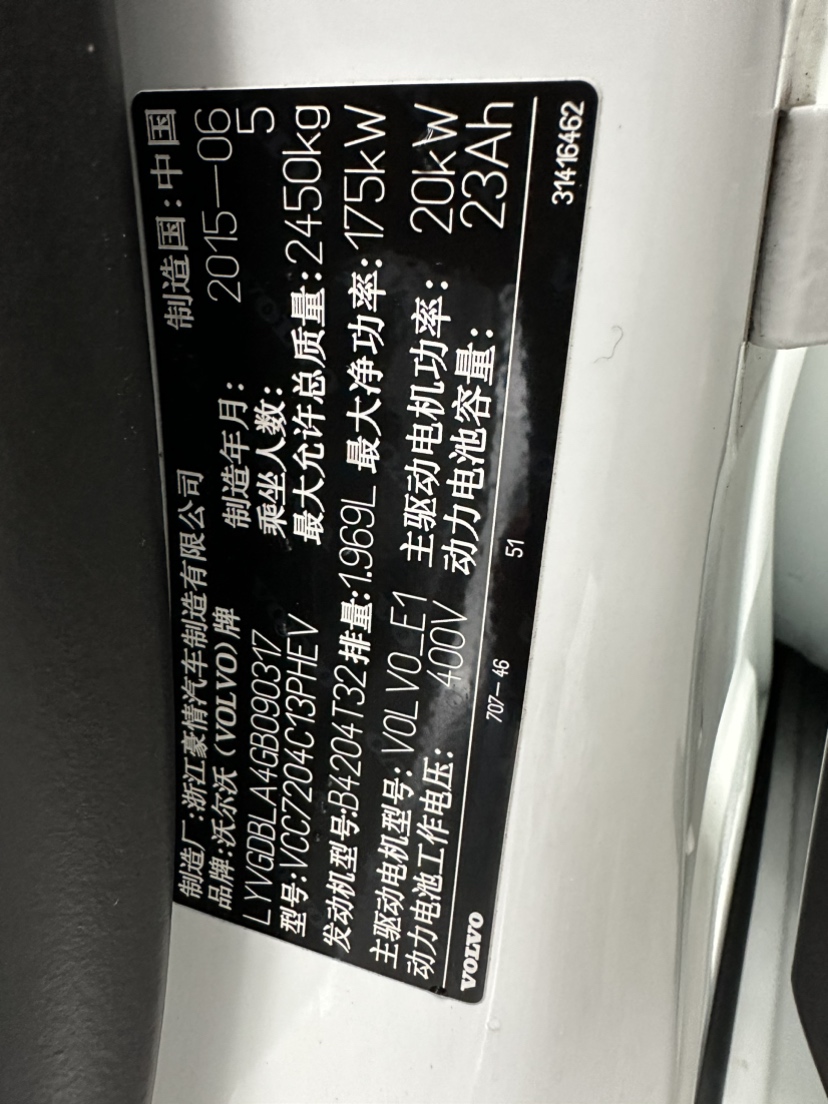 制造厂:浙江豪情汽车制造有限公司 制造国:中国
品牌:沃尔沃(VOLVO)牌 制造年月: 2015—06
LYVGDBLA4GB090317 乘坐人数: 5
型号:VCC7204C13PHEV 最大允许总质量:2450kg
发动机型号:B4204T32 排量:1.969L 最大净功率:175kW
主驱动电机型号: VOLVO_E1 主驱动电机功率: 20kW
动力电池工作电压: 400V 动力电池容量: 23Ah
VOLVO 707-46 51 31416462